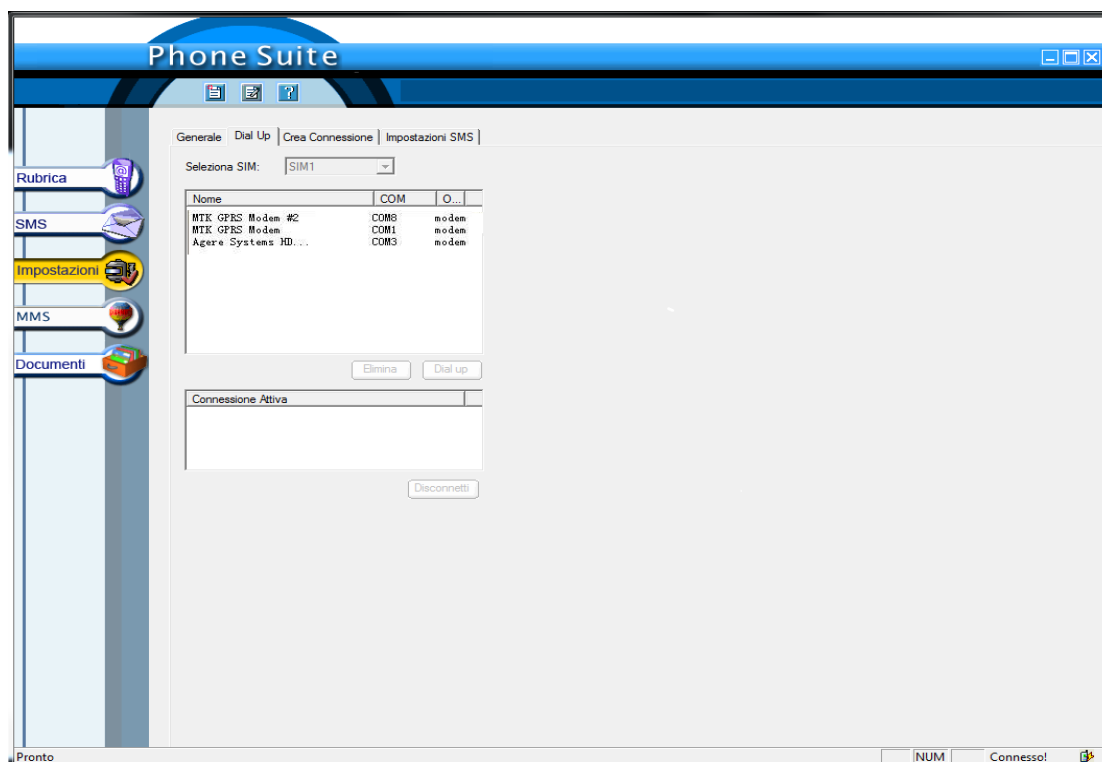 Phone Suite
Generale Dial Up Crea Connessione Impostazioni SMS
Seleziona SIM: SIM1
Rubrica
SMS
Impostazioni
MMS
Documenti
Nome COM O...
MTK GPRS Modem #2 COM8 modem
MTK GPRS Modem COM1 modem
Agere Systems HD... COM3 modem
Elimina Dial up
Connessione Attiva
Disconnetti
Pronto NUM Connesso!